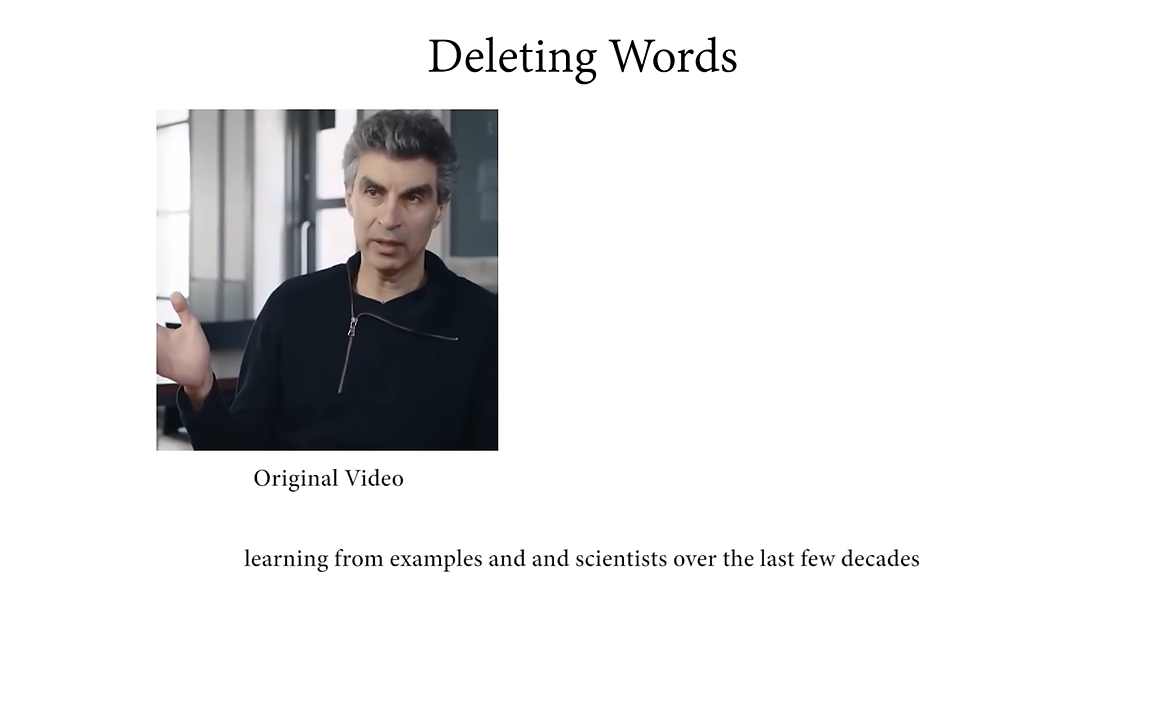 Deleting Words
Original Video
learning from examples and and scientists over the last few decades